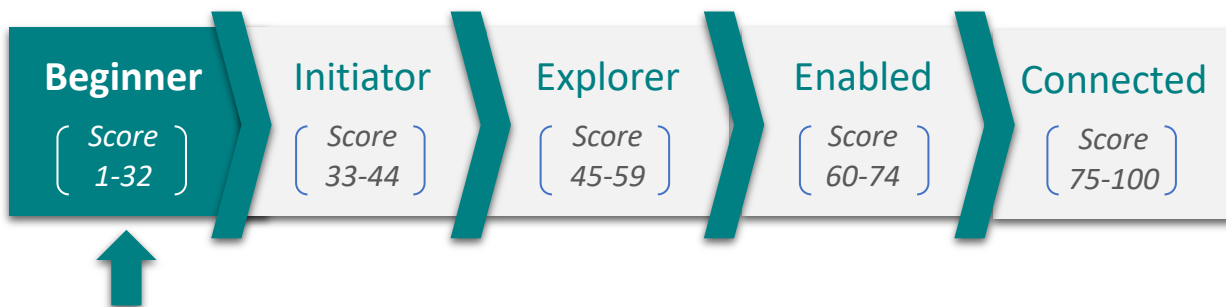 Beginner
Score
1-32
Initiator
Score
33-44
Explorer
Score
45-59
Enabled
Score
60-74
Connected
Score
75-100